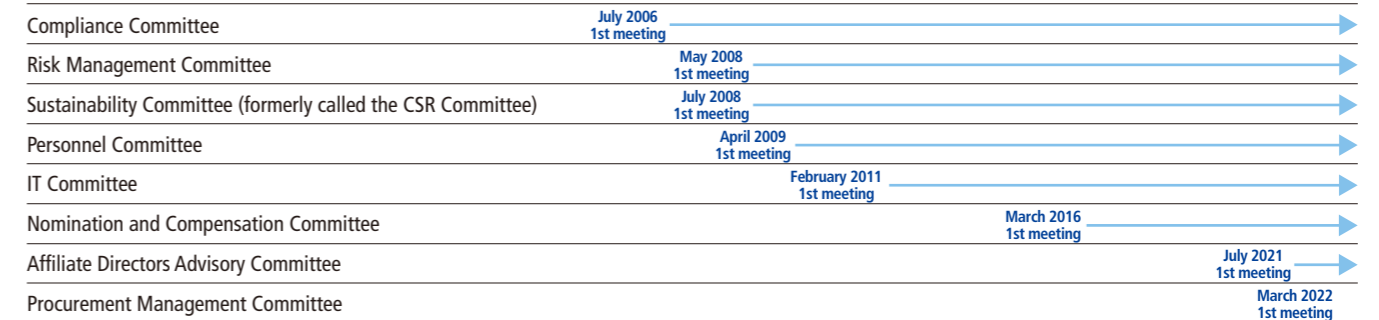 Compliance Committee
July 2006
1st meeting
Risk Management Committee
May 2008
1st meeting
Sustainability Committee (formerly called the CSR Committee)
July 2008
1st meeting
Personnel Committee
April 2009
1st meeting
IT Committee
February 2011
1st meeting
Nomination and Compensation Committee
March 2016
1st meeting
Affiliate Directors Advisory Committee
July 2021
1st meeting
Procurement Management Committee
March 2022
1st meeting